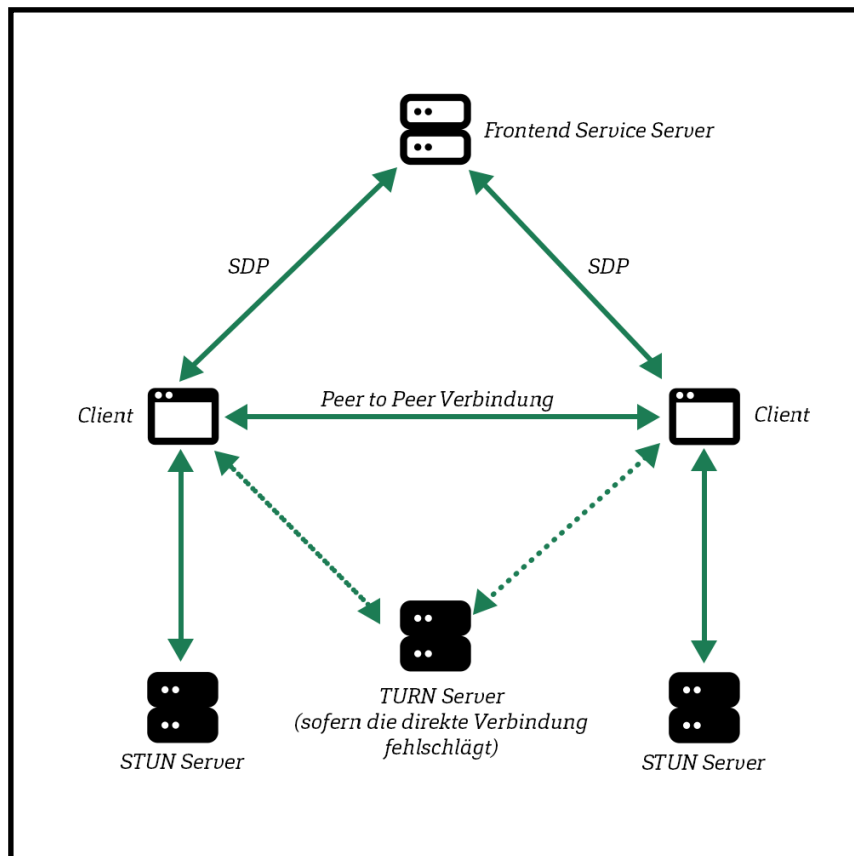 Frontend Service Server
SDP
SDP
Peer to Peer Verbindung
Client
Client
TURN Server
(sofern die direkte Verbindung
fehlschlägt)
STUN Server
STUN Server